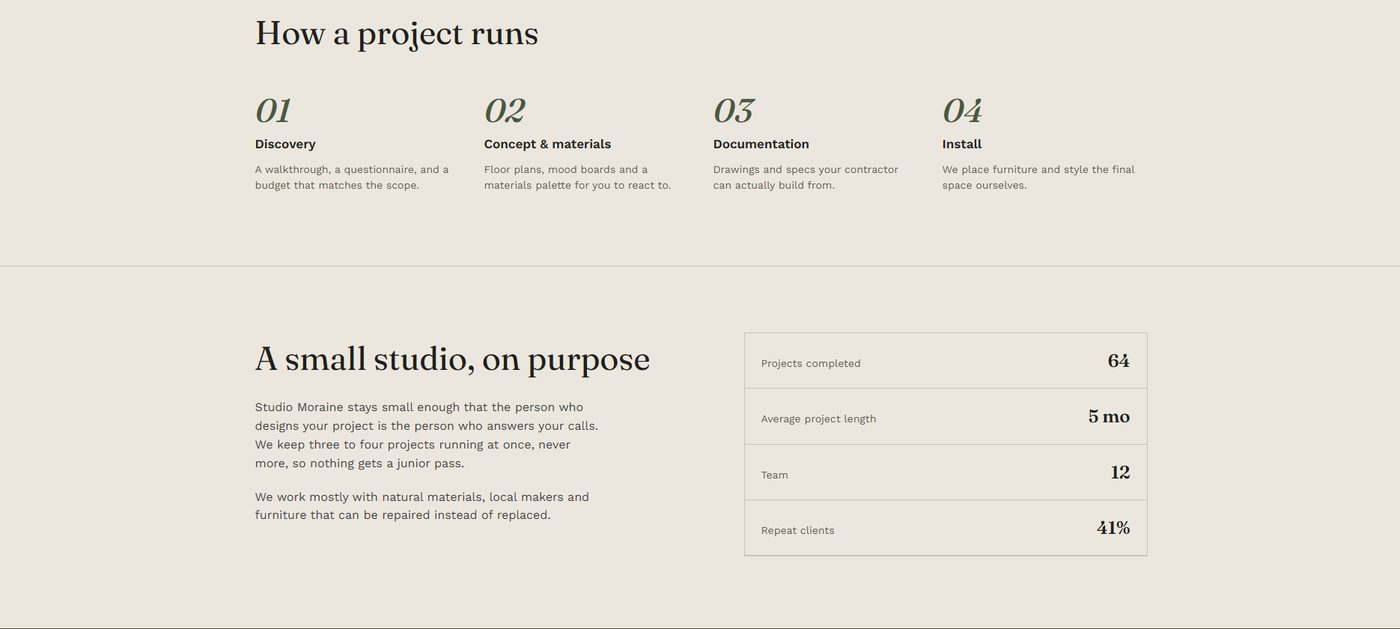 How a project runs
01
Discovery
A walkthrough, a questionnaire, and a
budget that matches the scope.
02
Concept & materials
Floor plans, mood boards and a
materials palette for you to react to.
03
Documentation
Drawings and specs your contractor
can actually build from.
04
Install
We place furniture and style the final
space ourselves.
A small studio, on purpose
Studio Moraine stays small enough that the person who
designs your project is the person who answers your calls.
We keep three to four projects running at once, never
more, so nothing gets a junior pass.
We work mostly with natural materials, local makers and
furniture that can be repaired instead of replaced.
Projects completed 64
Average project length 5 mo
Team 12
Repeat clients 41%